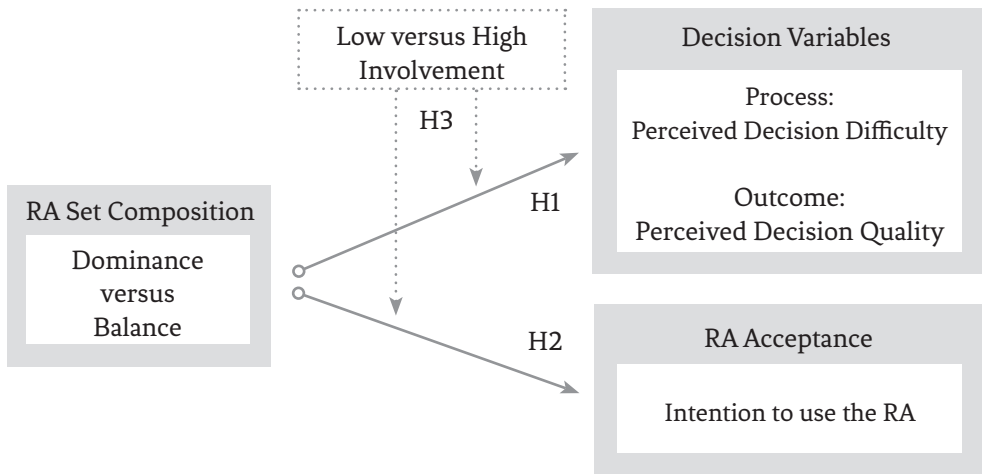 Low versus High
Involvement
H3
RA Set Composition
Dominance
versus
Balance
H1
H2
Decision Variables
Process:
Perceived Decision Difficulty
Outcome:
Perceived Decision Quality
RA Acceptance
Intention to use the RA